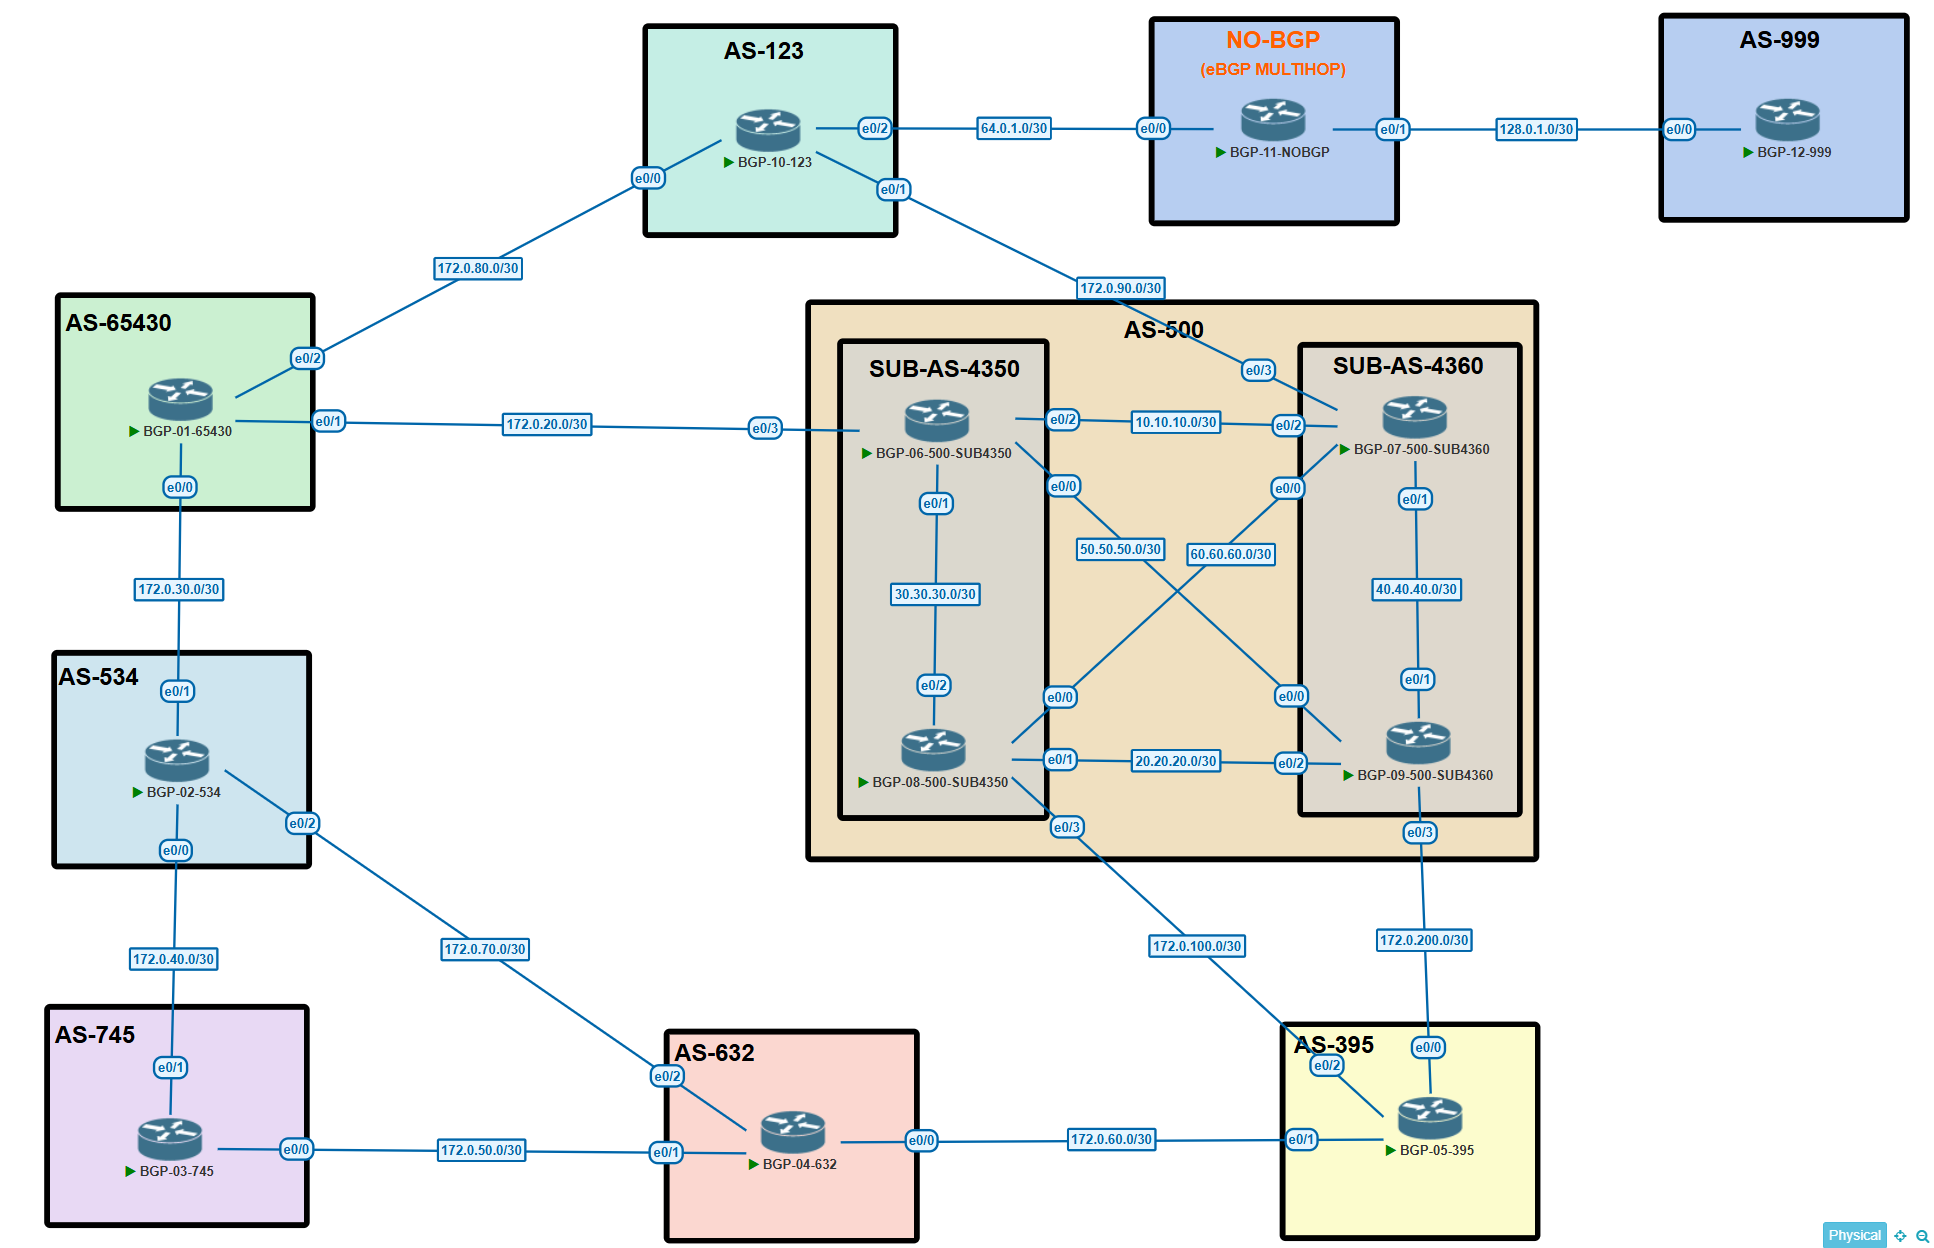 AS-123
BGP-10-123
e0/0
e0/2
e0/1
64.0.1.0/30
NO-BGP
(eBGP MULTIHOP)
e0/0
BGP-11-NOBGP
e0/1
128.0.1.0/30
AS-999
e0/0
BGP-12-999
172.0.80.0/30
172.0.90.0/30
AS-65430
e0/2
BGP-01-65430
e0/1
e0/0
172.0.20.0/30
AS-500
SUB-AS-4350
e0/3
BGP-06-500-SUB4350
e0/2
e0/1
e0/0
10.10.10.0/30
SUB-AS-4360
e0/3
e0/2
BGP-07-500-SUB4360
e0/0
e0/1
50.50.50.0/30
60.60.60.0/30
30.30.30.0/30
40.40.40.0/30
e0/2
e0/0
BGP-08-500-SUB4350
e0/1
e0/3
20.20.20.0/30
e0/1
e0/0
e0/2
BGP-09-500-SUB4360
e0/3
172.0.30.0/30
AS-534
e0/1
BGP-02-534
e0/2
e0/0
172.0.40.0/30
172.0.70.0/30
172.0.100.0/30
172.0.200.0/30
AS-745
e0/1
BGP-03-745
e0/0
172.0.50.0/30
AS-632
e0/2
e0/1
BGP-04-632
e0/0
172.0.60.0/30
AS-395
e0/2
e0/0
e0/1
BGP-05-395
Physical